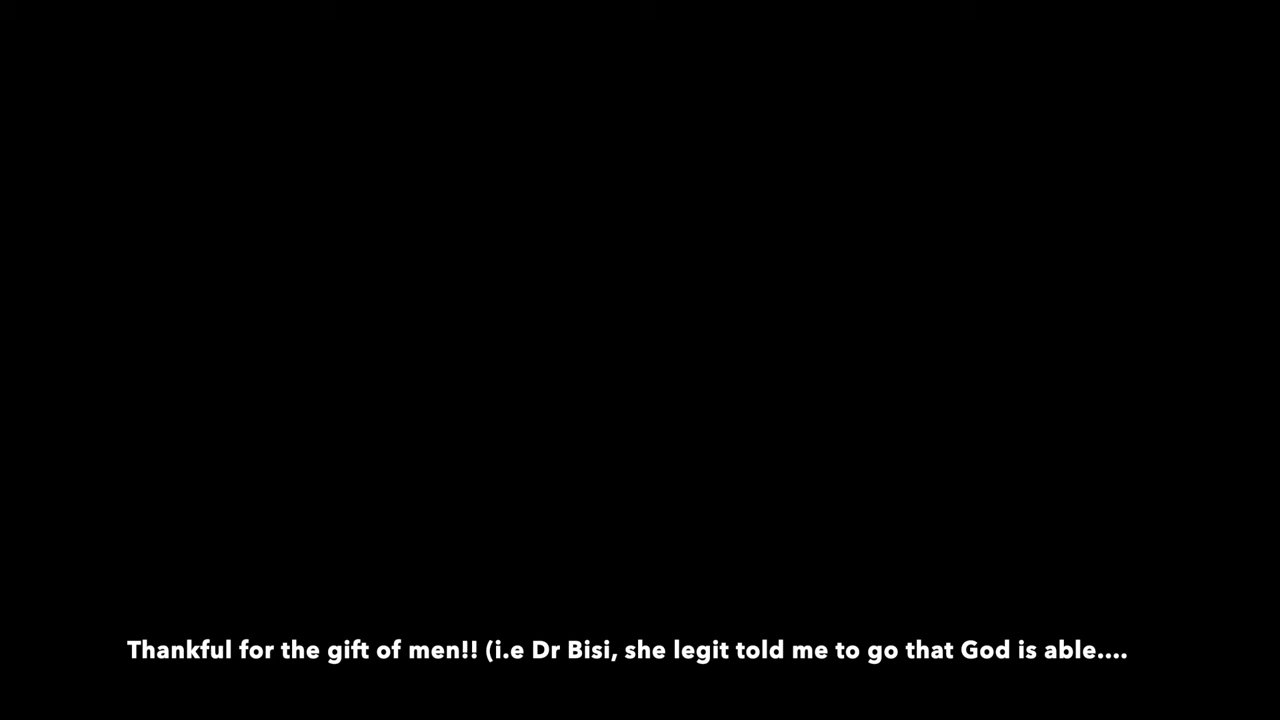 Thankful for the gift of men!! (i.e Dr Bisi, she legit told me to go that God is able....